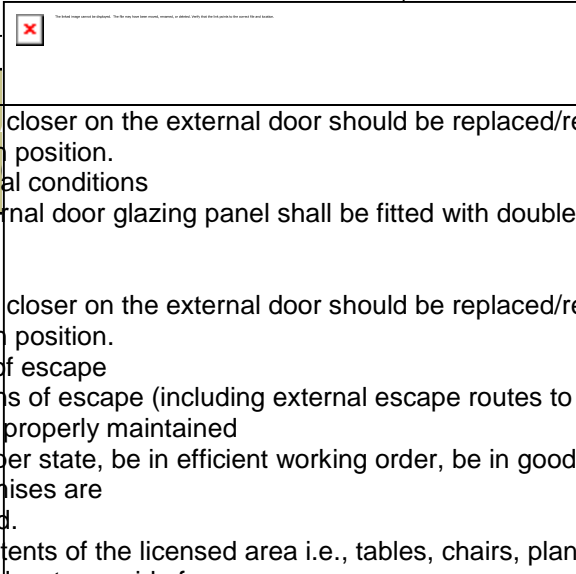 The linked image cannot be displayed. The file may have been moved, renamed, or deleted. Verify that the link points to the correct file and location.
closer on the external door should be replaced/re
position.
al conditions
rnal door glazing panel shall be fitted with double
closer on the external door should be replaced/re
position.
of escape
ns of escape (including external escape routes to
properly maintained
per state, be in efficient working order, be in good
nises are
d.
tents of the licensed area i.e., tables, chairs, plan